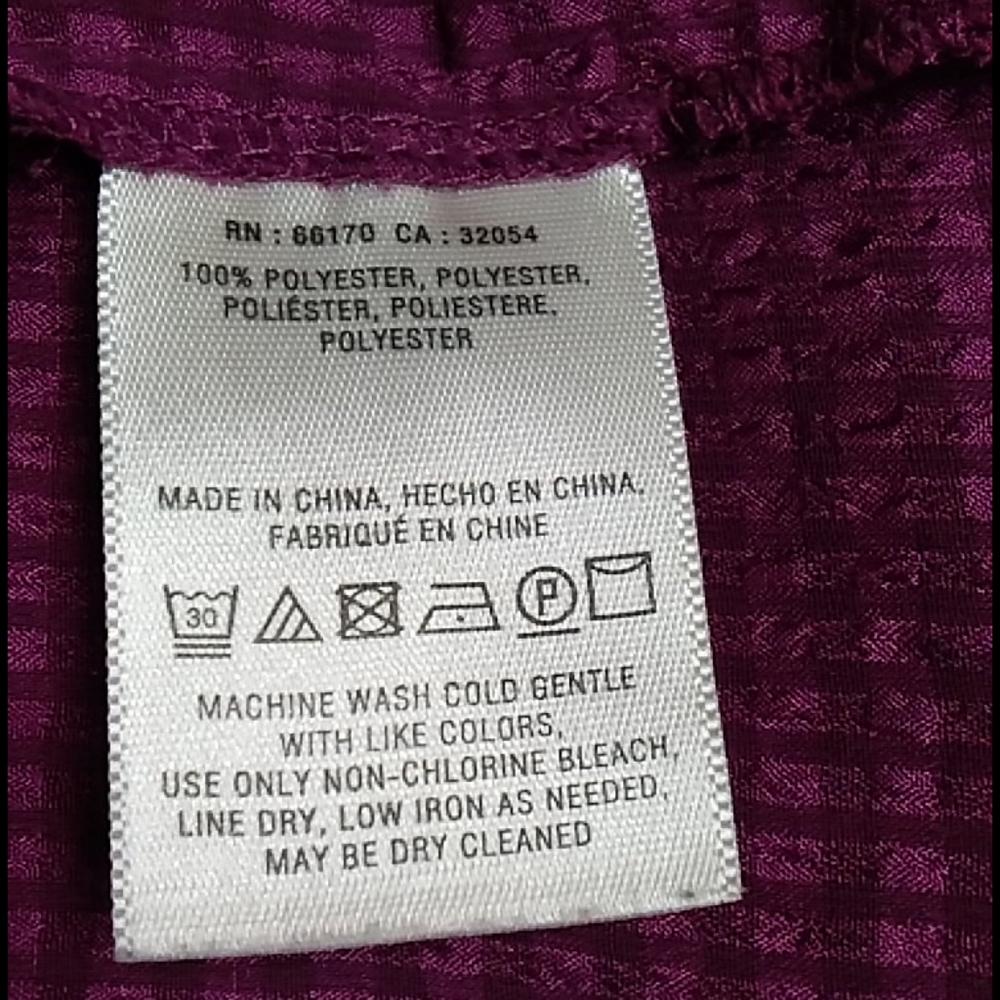 RN : 66170 CA : 32054
100% POLYESTER, POLYESTER,
POLIÉSTER, POLIESTERE,
POLYESTER
MADE IN CHINA, HECHO EN CHINA,
FABRIQUÉ EN CHINE
30 P
MACHINE WASH COLD GENTLE
WITH LIKE COLORS,
USE ONLY NON-CHLORINE BLEACH,
LINE DRY, LOW IRON AS NEEDED,
MAY BE DRY CLEANED